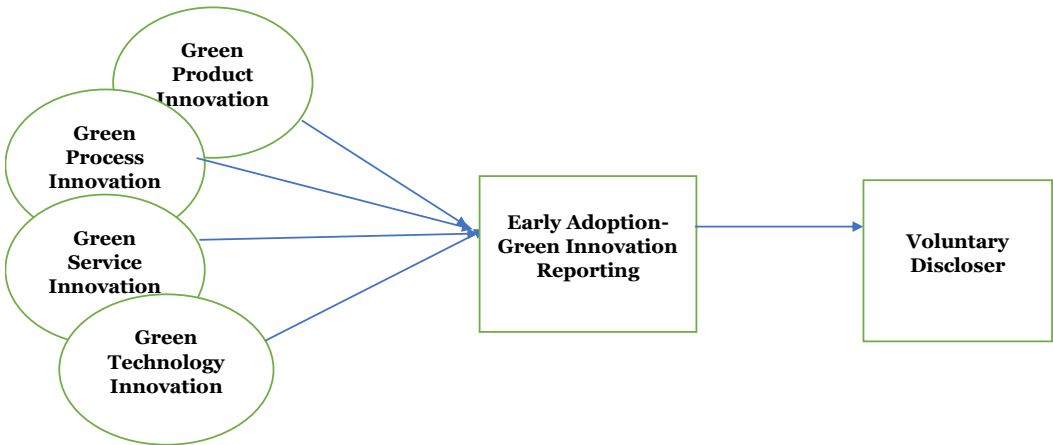 Green
Product
Innovation
Green
Process
Innovation
Green
Service
Innovation
Green
Technology
Innovation
Early Adoption-
Green Innovation
Reporting
Voluntary
Discloser